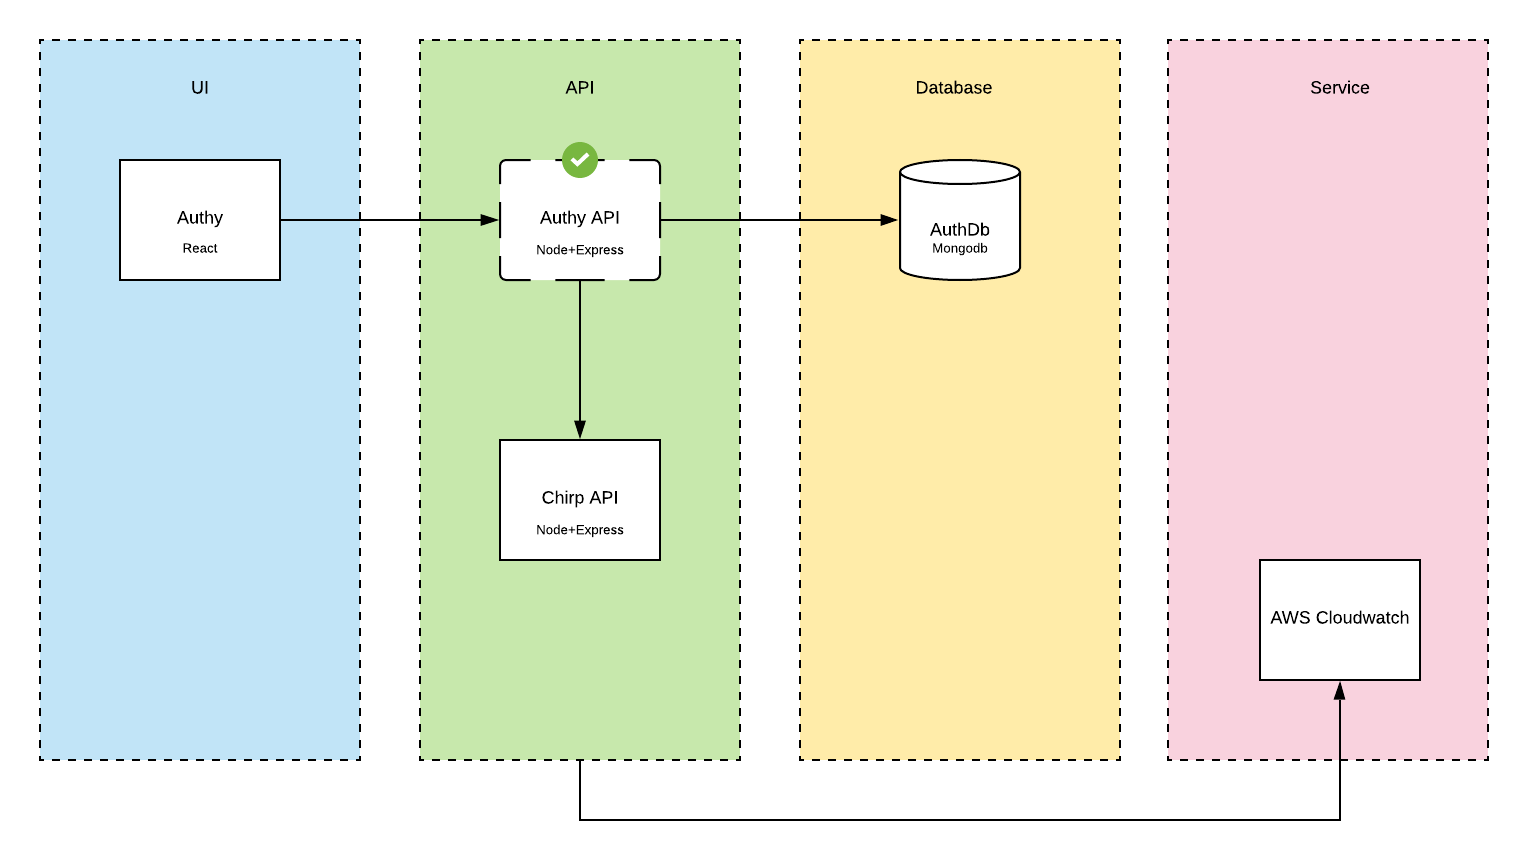 UI
API
Database
Service
Authy
React
Authy API
Node+Express
AuthDb
Mongodb
Chirp API
Node+Express
AWS Cloudwatch